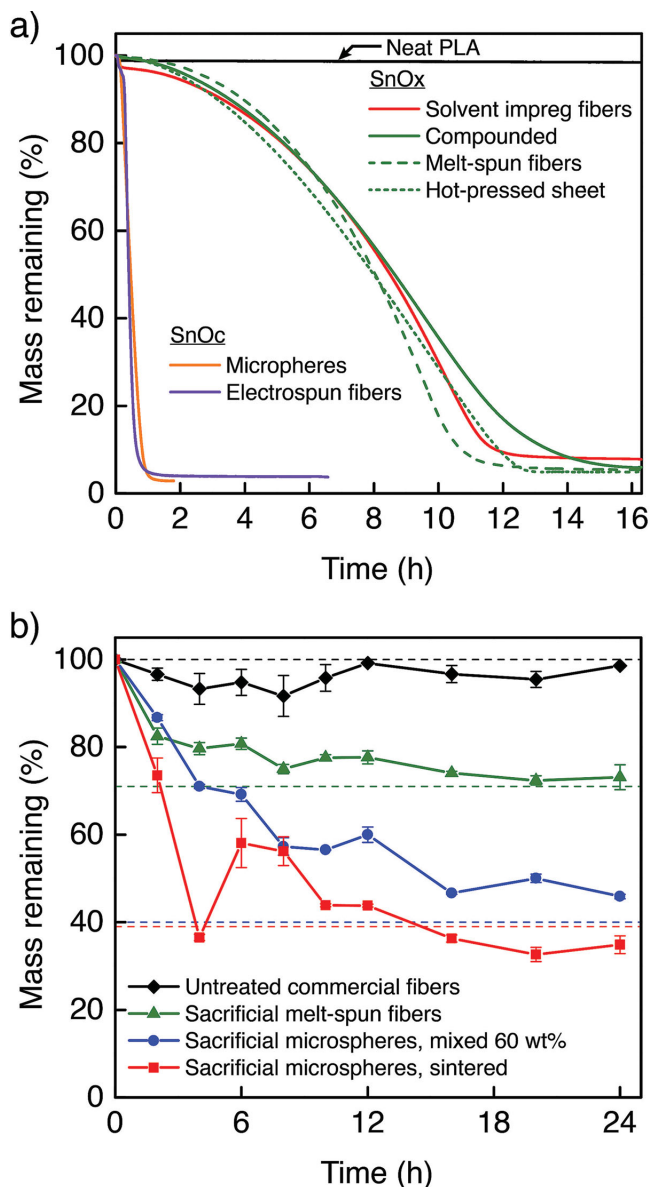 a)
100
80
60
40
20
0
Mass remaining (%)
Neat PLA
SnOx
Solvent impreg fibers
Compounded
Melt-spun fibers
Hot-pressed sheet
SnOc
Micropheres
Electrospun fibers
0 2 4 6 8 10 12 14 16
Time (h)
b)
100
80
60
40
20
0
Mass remaining (%)
Untreated commercial fibers
Sacrificial melt-spun fibers
Sacrificial microspheres, mixed 60 wt%
Sacrificial microspheres, sintered
0 6 12 18 24
Time (h)